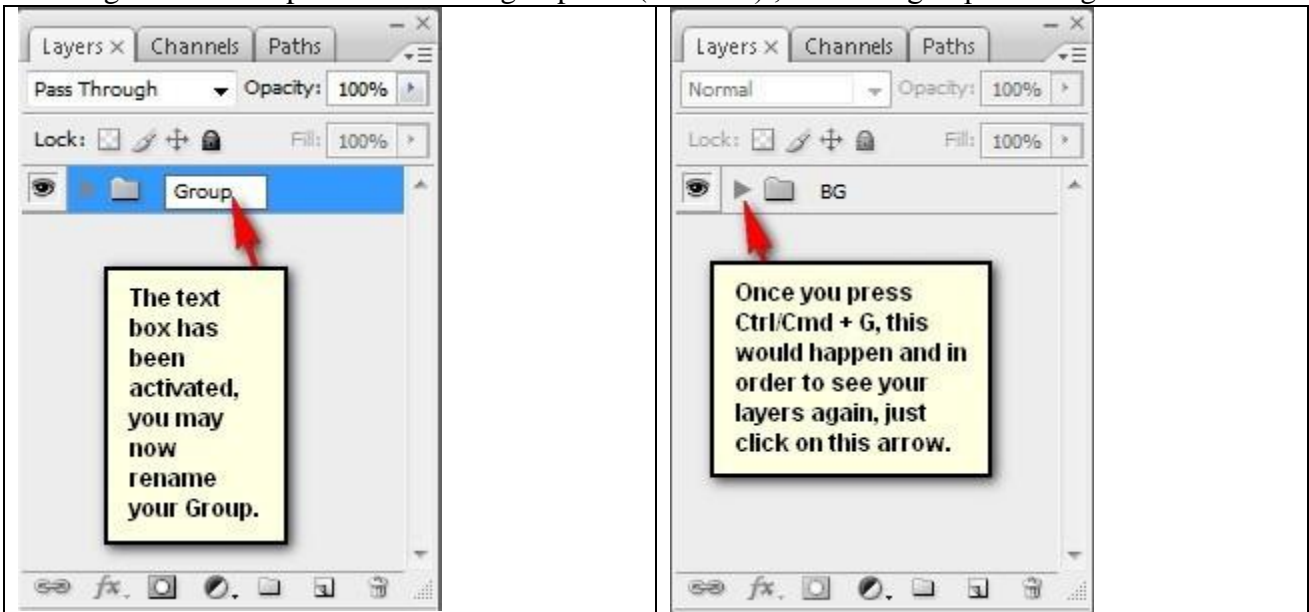 Layers × Channels Paths
Pass Through Opacity: 100%
Lock: Fill: 100%
Group
The text
box has
been
activated,
you may
now
rename
your Group.
fx.
Layers × Channels Paths
Normal Opacity: 100%
Lock: Fill: 100%
BG
Once you press
Ctrl/Cmd + G, this
would happen and in
order to see your
layers again, just
click on this arrow.
fx.